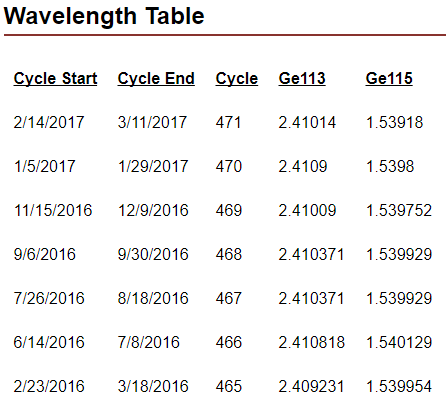 Wavelength Table
Cycle Start Cycle End Cycle Ge113 Ge115
2/14/2017 3/11/2017 471 2.41014 1.53918
1/5/2017 1/29/2017 470 2.4109 1.5398
11/15/2016 12/9/2016 469 2.41009 1.539752
9/6/2016 9/30/2016 468 2.410371 1.539929
7/26/2016 8/18/2016 467 2.410371 1.539929
6/14/2016 7/8/2016 466 2.410818 1.540129
2/23/2016 3/18/2016 465 2.409231 1.539954